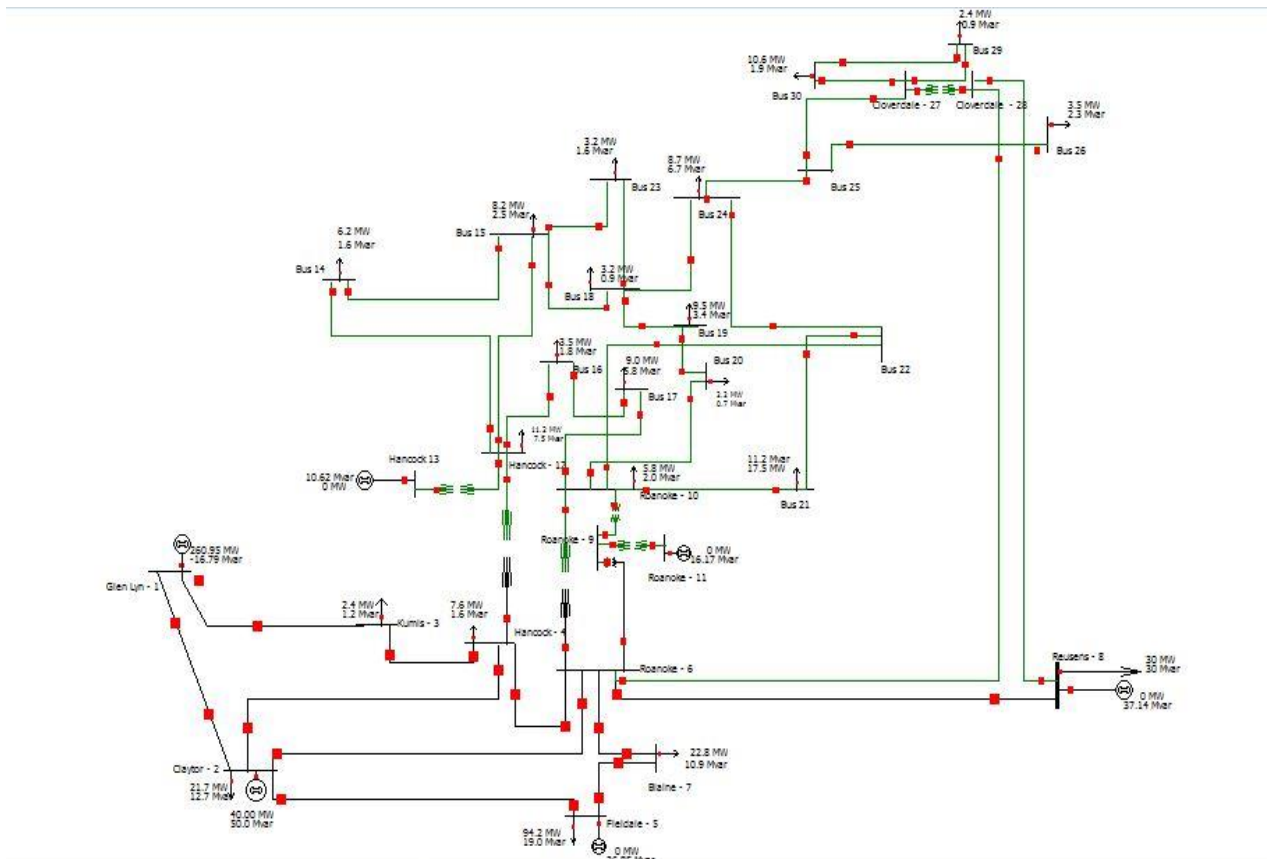 2.4 MW
0.9 Mvar
Bus 29
10.6 MW
1.9 Mvar
Bus 30
Cloverdale - 27
Cloverdale - 28
3.5 MW
2.3 Mvar
Bus 26
3.2 MW
1.6 Mvar
Bus 23
8.7 MW
6.7 Mvar
Bus 24
Bus 25
8.2 MW
2.5 Mvar
Bus 15
6.2 MW
1.6 Mvar
Bus 14
3.2 MW
0.9 Mvar
Bus 18
9.5 MW
3.4 Mvar
Bus 19
3.5 MW
1.8 Mvar
Bus 16
9.0 MW
5.8 Mvar
Bus 17
Bus 20
0.7 Mvar
Bus 22
11.2 MW
7.5 Mvar
Hancock 13
Hancock - 12
10.62 Mvar
0 MW
5.8 MW
2.0 Mvar
Roanoke - 10
11.2 Mvar
17.5 MW
Bus 21
Roanoke - 9
0 MW
16.17 Mvar
Roanoke - 11
260.95 MW
-16.79 Mvar
Glen Lyn - 1
2.4 MW
1.2 Mvar
Kumis - 3
7.6 MW
1.6 Mvar
Hancock - 4
Roanoke - 6
Reusens - 8
30 MW
30 Mvar
0 MW
37.14 Mvar
Claytor - 2
21.7 MW
12.7 Mvar
40.00 MW
50.0 Mvar
22.8 MW
10.9 Mvar
Blaine - 7
94.2 MW
19.0 Mvar
Fieldale - 5
0 MW